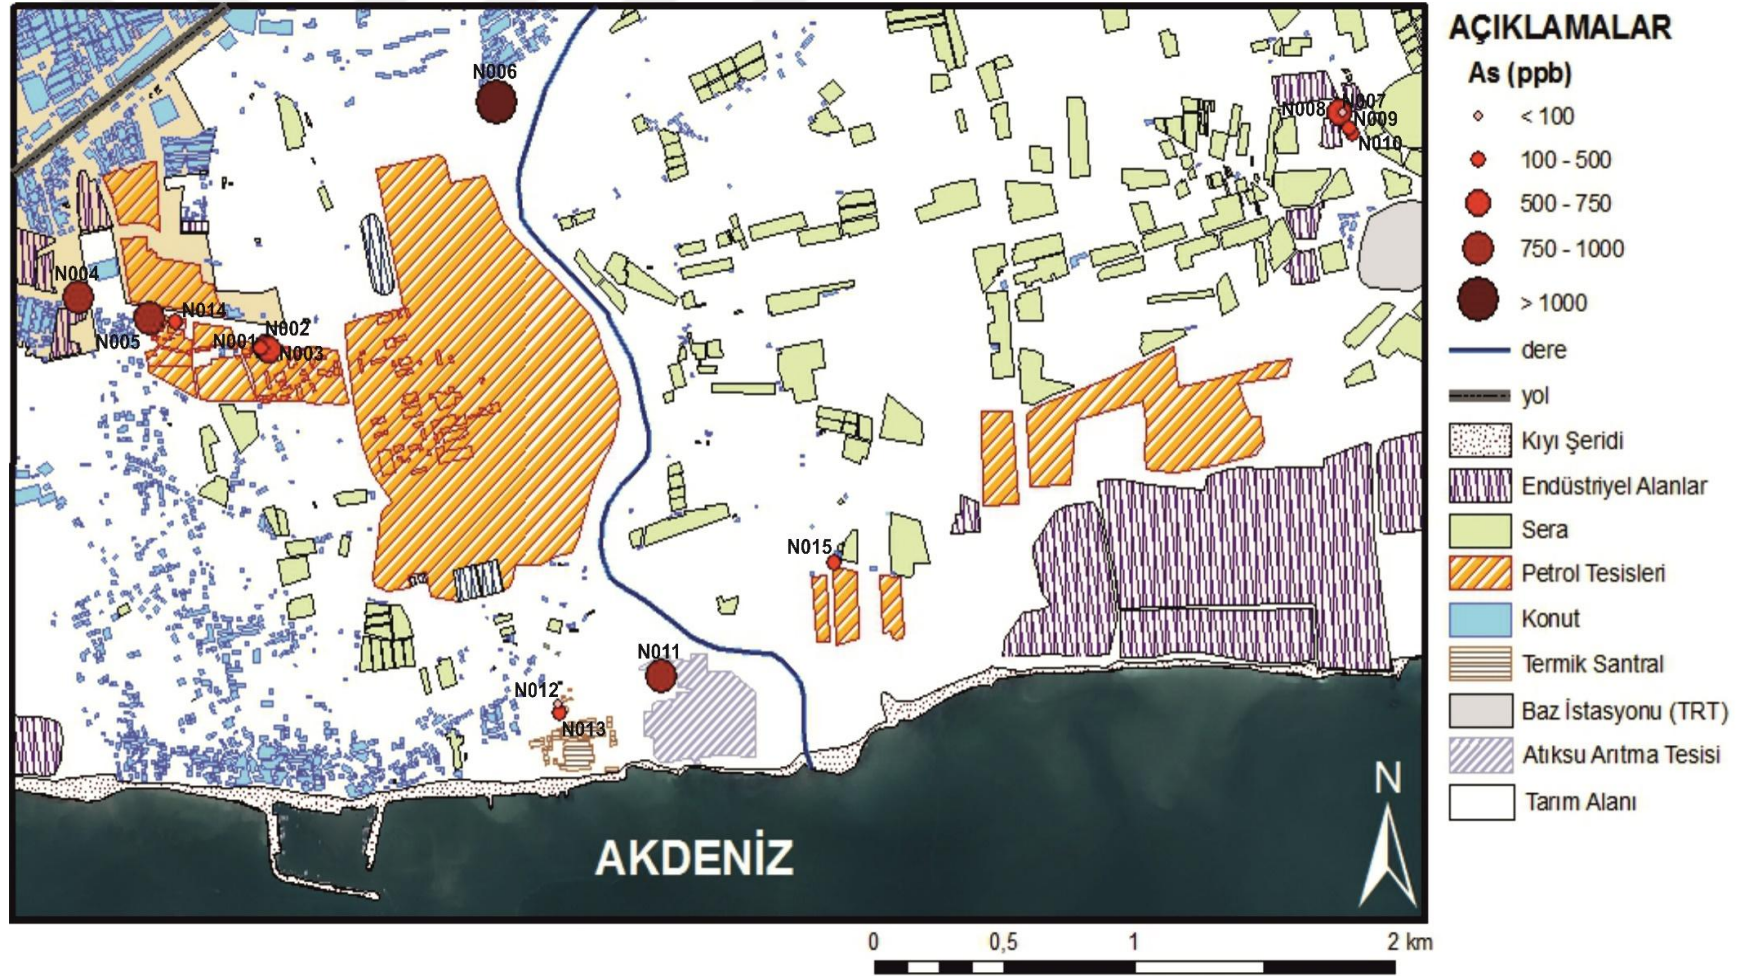 N006
N008
N007
N009
N010
N004
N005
N014
N001
N002
N003
N015
N011
N012
N013
AKDENİZ
N
0
0,5
1
2 km
AÇIKLAMALAR
As (ppb)
< 100
100 - 500
500 - 750
750 - 1000
> 1000
dere
yol
Kıyı Şeridi
Endüstriyel Alanlar
Sera
Petrol Tesisleri
Konut
Termik Santral
Baz İstasyonu (TRT)
Atıksu Arıtma Tesisi
Tarım Alanı